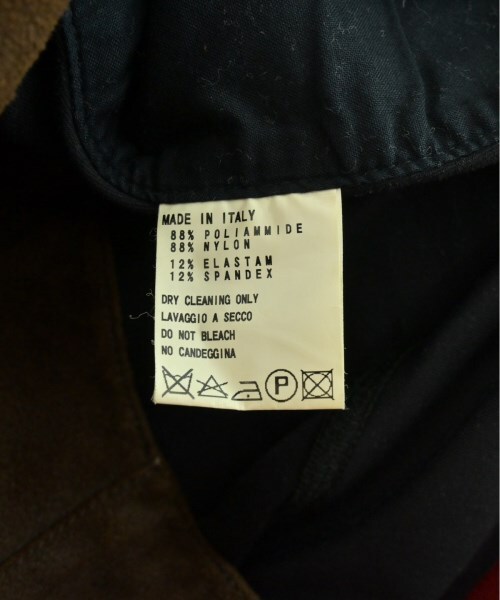 MADE IN ITALY
88% POLIAMMIDE
88% NYLON
12% ELASTAM
12% SPANDEX
DRY CLEANING ONLY
LAVAGGIO A SECCO
DO NOT BLEACH
NO CANDEGGINA
P